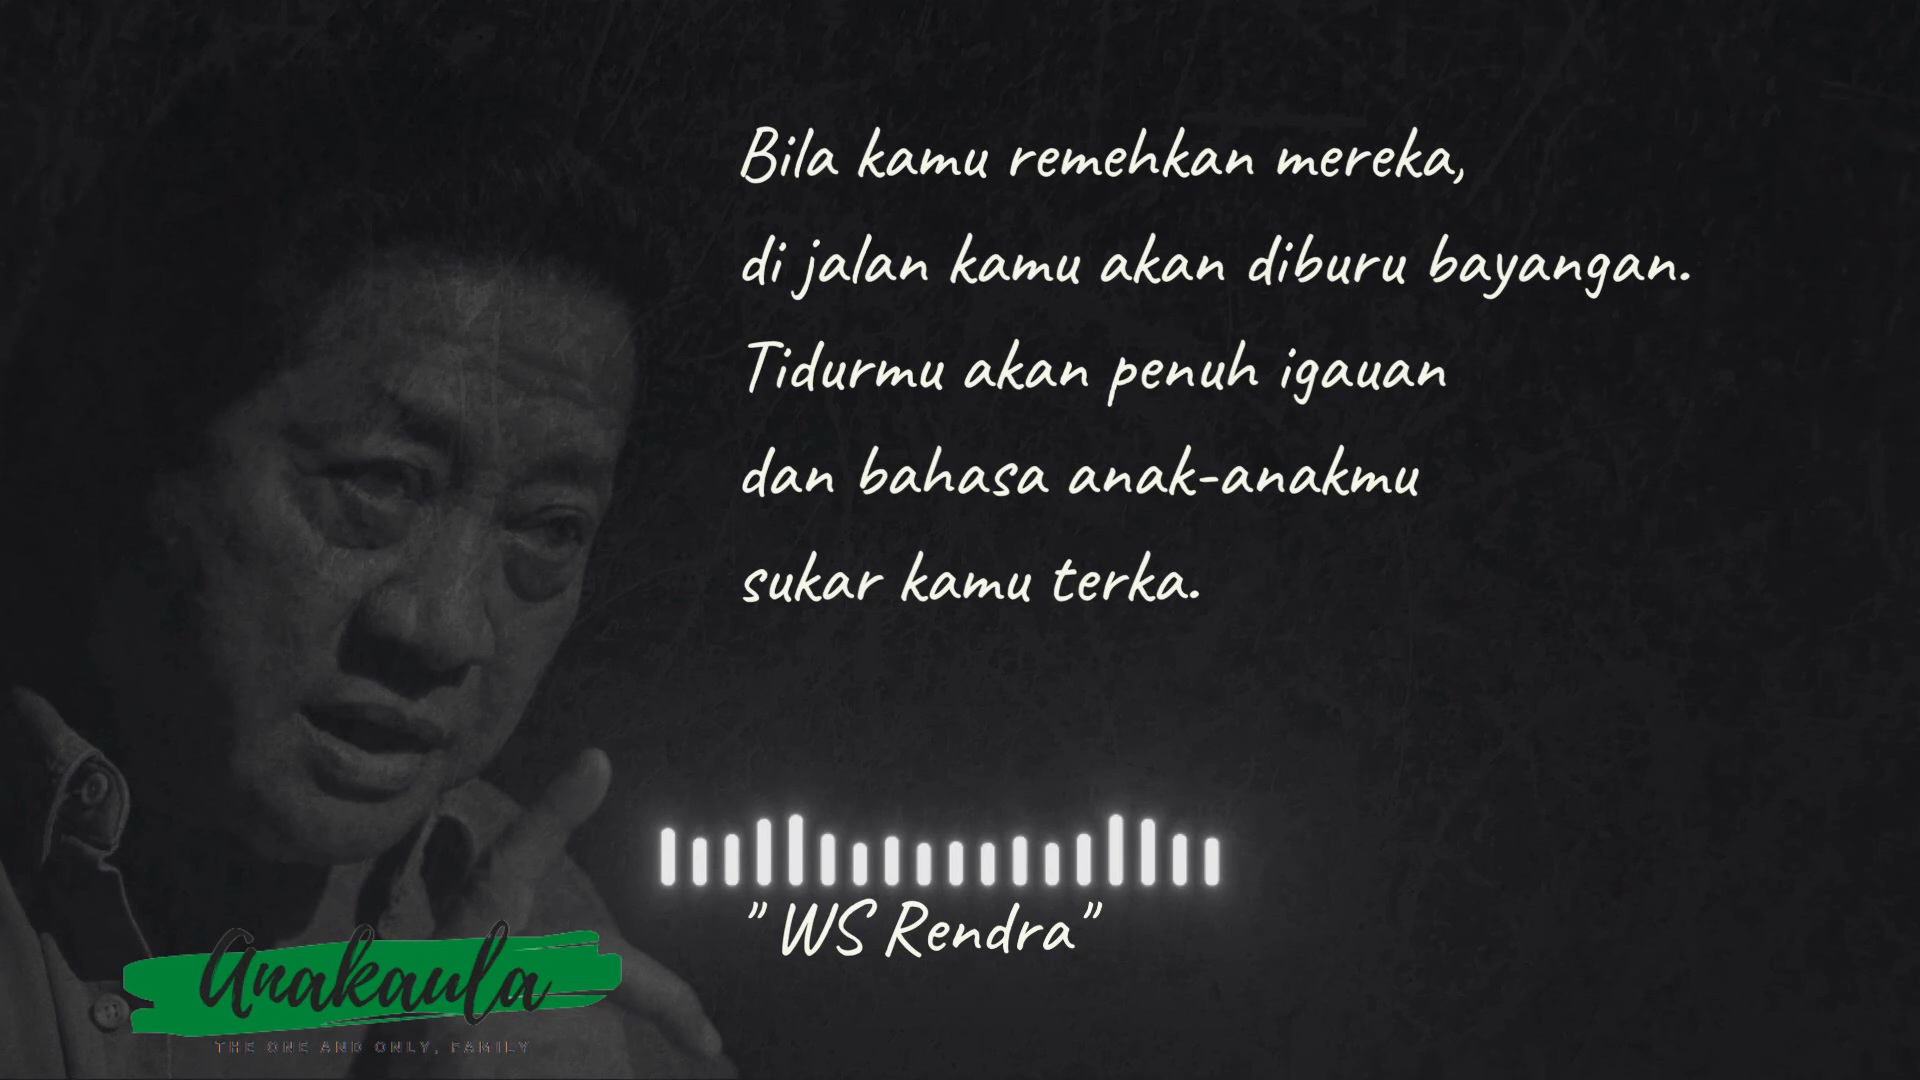 Bila kamu remehkan mereka,
di jalan kamu akan diburu bayangan.
Tidurmu akan penuh igauan
dan bahasa anak-anakmu
sukar kamu terka.
" WS Rendra"
Anakaula
THE ONE AND ONLY, FAMILY